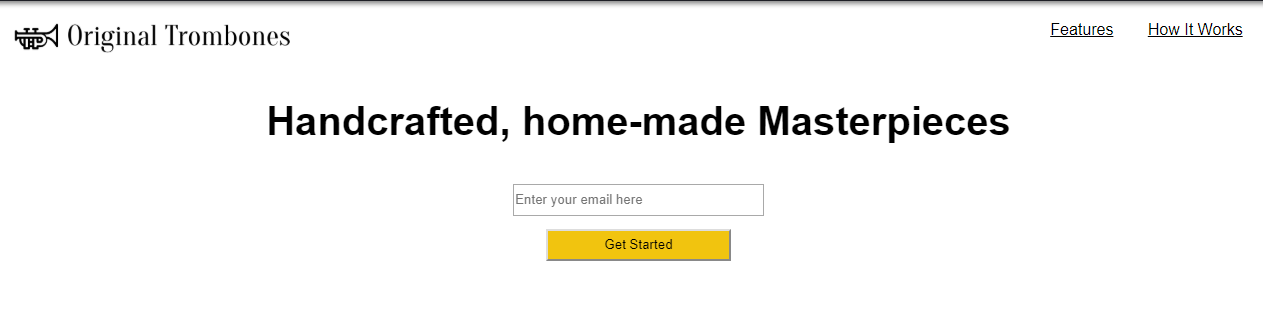 Original Trombones
Features
How It Works
Handcrafted, home-made Masterpieces
Enter your email here
Get Started